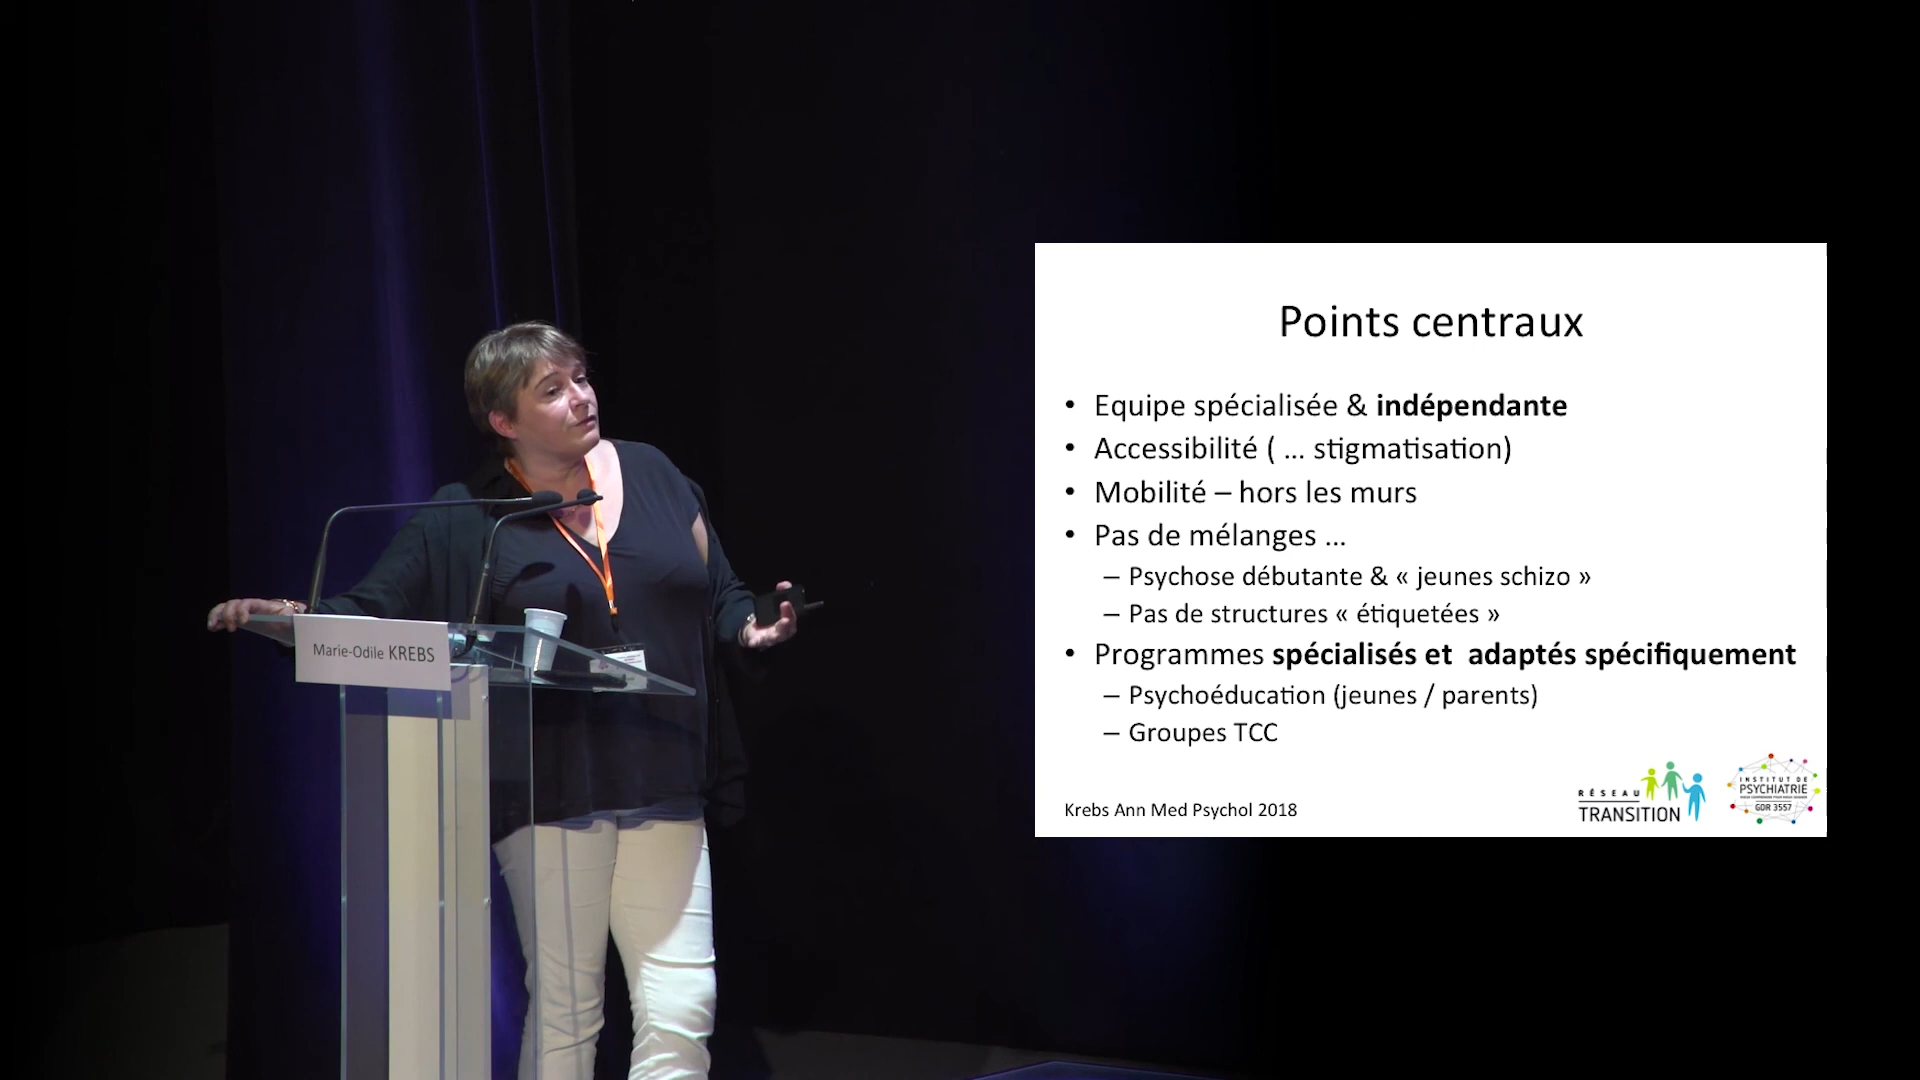 Marie-Odile KREBS
Points centraux
• Equipe spécialisée & indépendante
• Accessibilité ( ... stigmatisation)
• Mobilité – hors les murs
• Pas de mélanges ...
– Psychose débutante & « jeunes schizo »
– Pas de structures « étiquetées »
• Programmes spécialisés et  adaptés spécifiquement
– Psychoéducation (jeunes / parents)
– Groupes TCC
Krebs Ann Med Psychol 2018
RÉSEAU
TRANSITION
INSTITUT DE
PSYCHIATRIE
GDR 3557